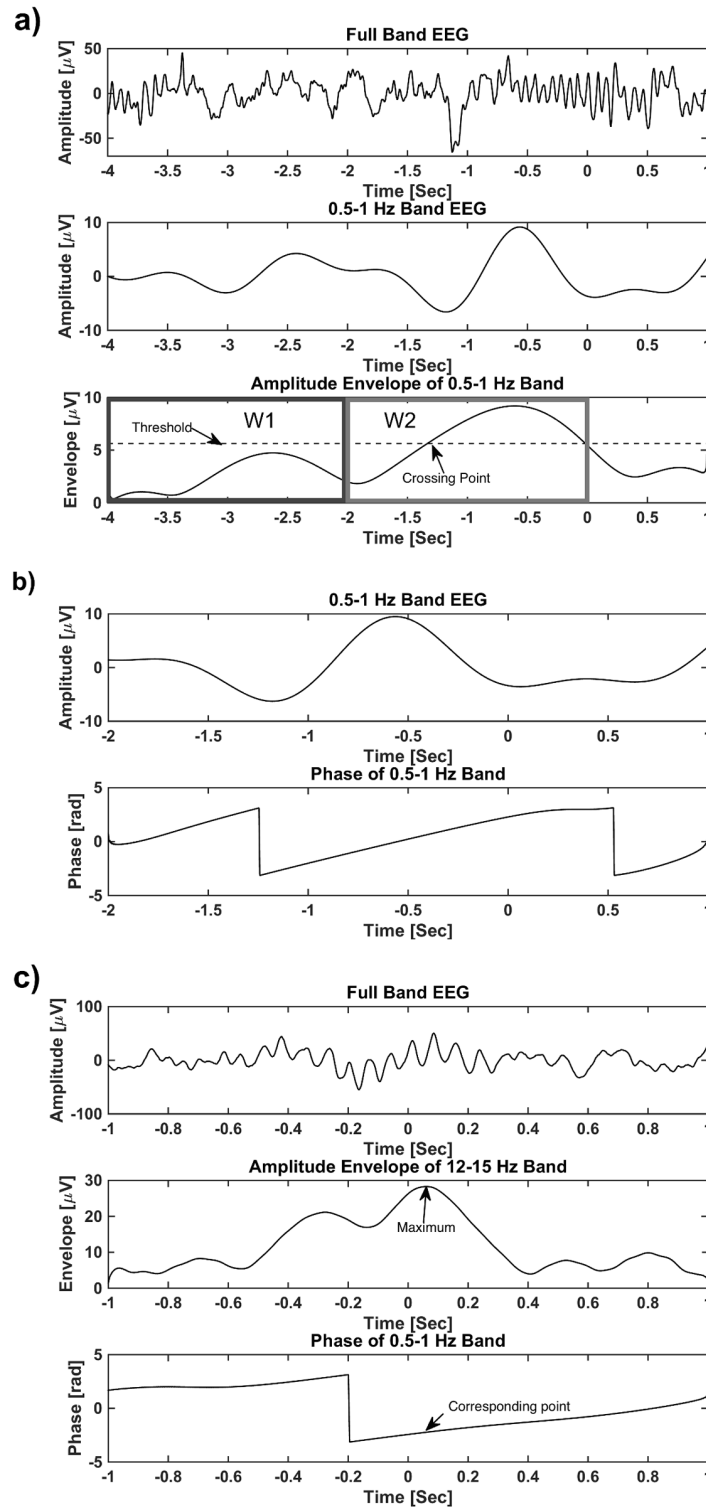 a)
Full Band EEG
Amplitude [μV]
50
0
-50
-4 -3.5 -3 -2.5 -2 -1.5 -1 -0.5 0 0.5 1
Time [Sec]
0.5-1 Hz Band EEG
Amplitude [μV]
10
0
-10
-4 -3.5 -3 -2.5 -2 -1.5 -1 -0.5 0 0.5 1
Time [Sec]
Amplitude Envelope of 0.5-1 Hz Band
Envelope [μV]
10
5
0
Threshold
W1
W2
Crossing Point
-4 -3.5 -3 -2.5 -2 -1.5 -1 -0.5 0 0.5 1
Time [Sec]
b)
0.5-1 Hz Band EEG
Amplitude [μV]
10
0
-10
-2 -1.5 -1 -0.5 0 0.5 1
Time [Sec]
Phase of 0.5-1 Hz Band
Phase [rad]
5
0
-5
-2 -1.5 -1 -0.5 0 0.5 1
Time [Sec]
c)
Full Band EEG
Amplitude [μV]
100
0
-100
-1 -0.8 -0.6 -0.4 -0.2 0 0.2 0.4 0.6 0.8 1
Time [Sec]
Amplitude Envelope of 12-15 Hz Band
Envelope [μV]
30
20
10
0
Maximum
-1 -0.8 -0.6 -0.4 -0.2 0 0.2 0.4 0.6 0.8 1
Time [Sec]
Phase of 0.5-1 Hz Band
Phase [rad]
5
0
-5
Corresponding point
-1 -0.8 -0.6 -0.4 -0.2 0 0.2 0.4 0.6 0.8 1
Time [Sec]